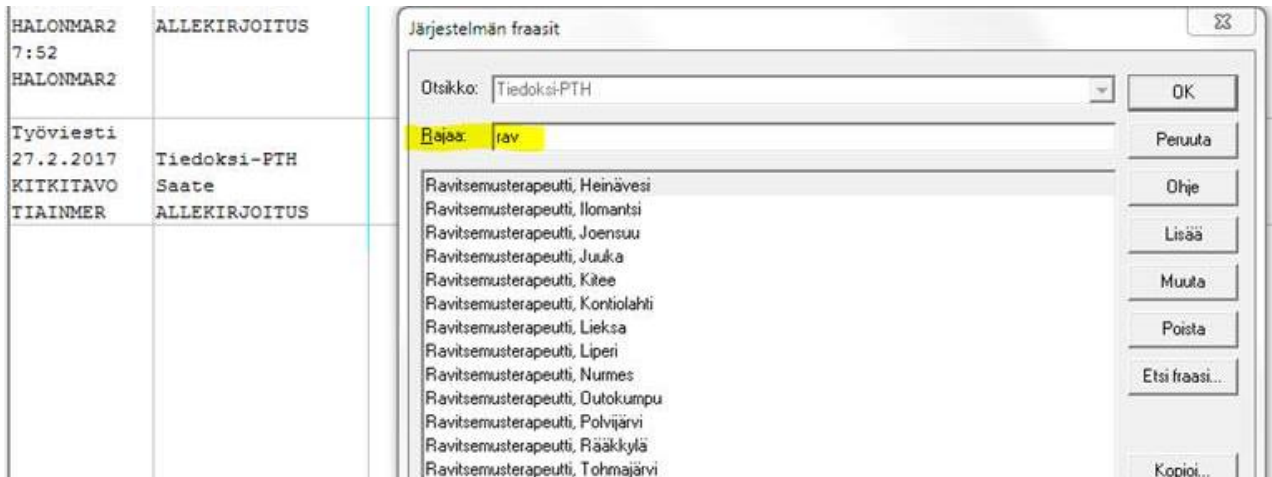 HALONMAR2 ALLEKIRJOITUS
7:52
HALONMAR2
Työviesti
27.2.2017 Tiedoksi-PTH
KITKITAVO Saate
TIAINMER ALLEKIRJOITUS
Järjestelmän fraasit
Otsikko: Tiedoksi-PTH
OK
Rajaa: rav
Peruuta
Ravitsemusterapeutti, Heinävesi
Ravitsemusterapeutti, Ilomantsi
Ravitsemusterapeutti, Joensuu
Ravitsemusterapeutti, Juuka
Ravitsemusterapeutti, Kitee
Ravitsemusterapeutti, Kontiolahti
Ravitsemusterapeutti, Lieksa
Ravitsemusterapeutti, Liperi
Ravitsemusterapeutti, Nurmes
Ravitsemusterapeutti, Outokumpu
Ravitsemusterapeutti, Polvijärvi
Ravitsemusterapeutti, Rääkkylä
Ravitsemusterapeutti, Tohmajärvi
Ohje
Lisää
Muuta
Poista
Etsi fraasi...
Kopioi...